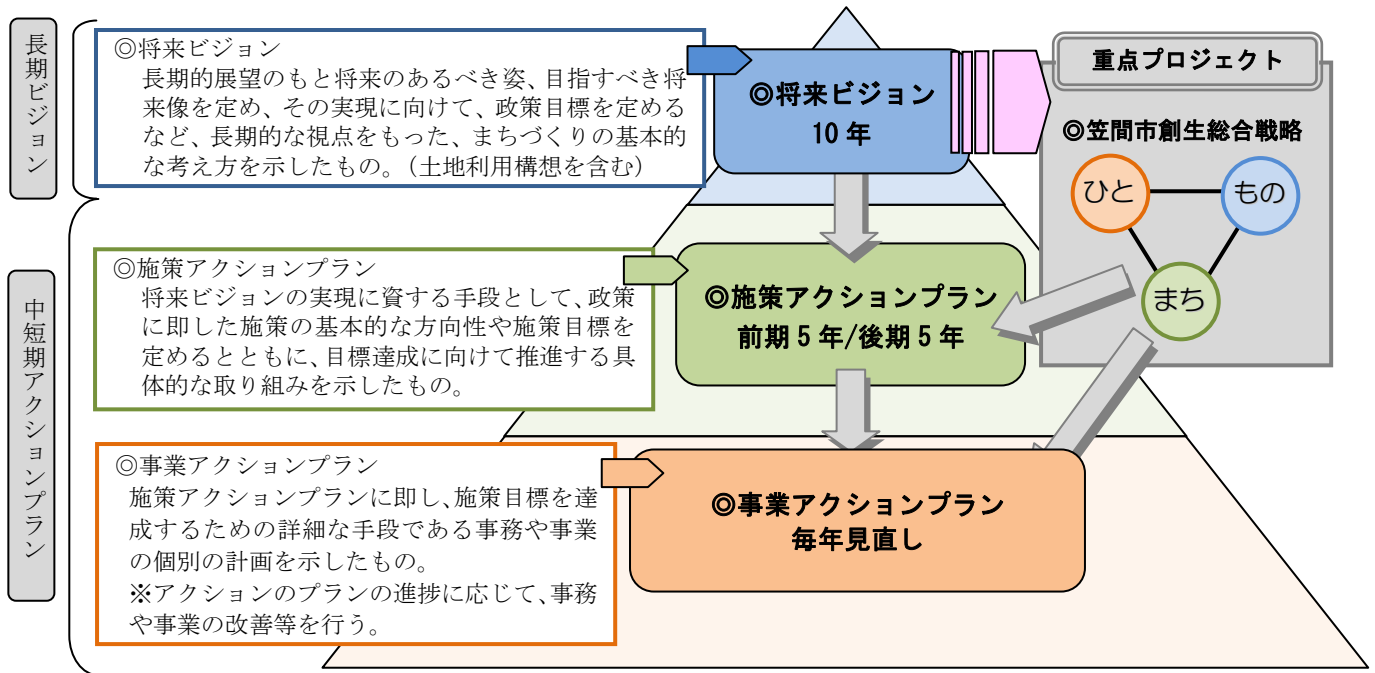 長期ビジョン
◎将来ビジョン
長期的展望のもと将来のあるべき姿、目指すべき将
来像を定め、その実現に向けて、政策目標を定める
など、長期的な視点をもった、まちづくりの基本的
な考え方を示したもの。（土地利用構想を含む）
◎将来ビジョン
10 年
重点プロジェクト
◎笠間市創生総合戦略
ひと
もの
まち
中短期アクションプラン
◎施策アクションプラン
将来ビジョンの実現に資する手段として、政策
に即した施策の基本的な方向性や施策目標を
定めるとともに、目標達成に向けて推進する具
体的な取り組みを示したもの。
◎施策アクションプラン
前期 5 年/後期 5 年
◎事業アクションプラン
施策アクションプランに即し、施策目標を達
成するための詳細な手段である事務や事業
の個別の計画を示したもの。
※アクションのプランの進捗に応じて、事務
や事業の改善等を行う。
◎事業アクションプラン
毎年見直し